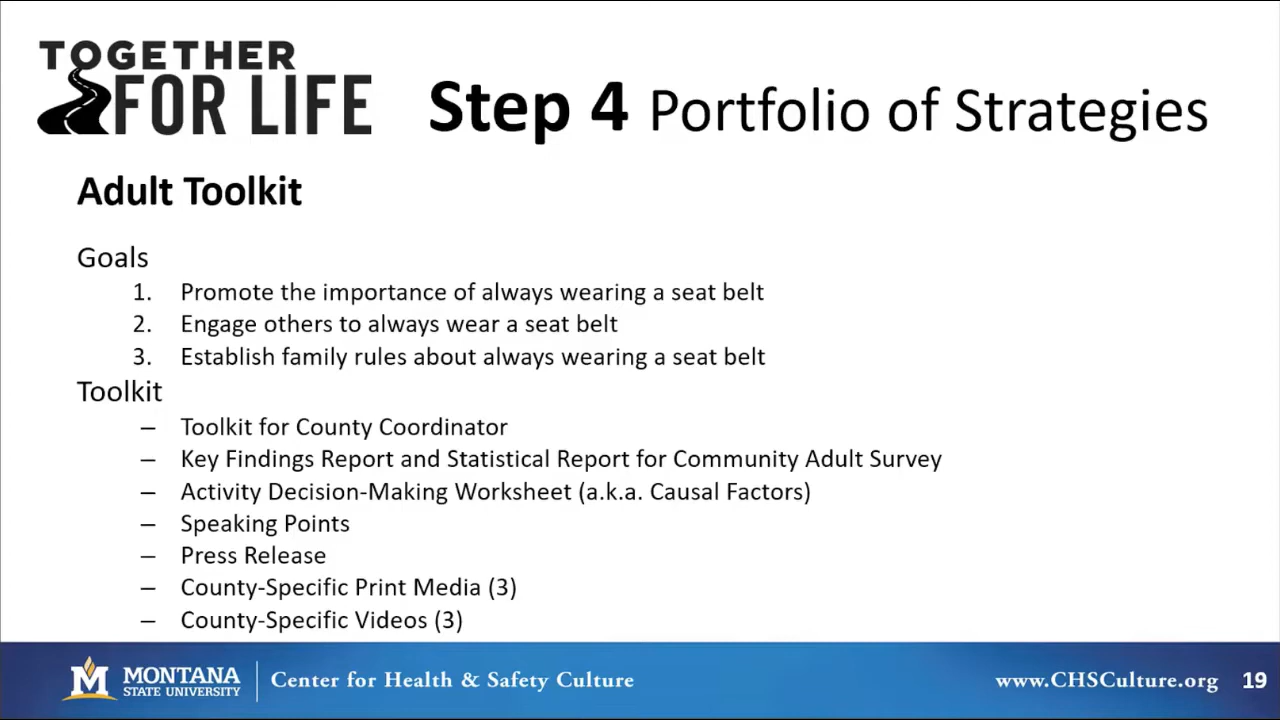 TOGETHER
FOR LIFE
Step 4 Portfolio of Strategies
Adult Toolkit
Goals
1. Promote the importance of always wearing a seat belt
2. Engage others to always wear a seat belt
3. Establish family rules about always wearing a seat belt
Toolkit
– Toolkit for County Coordinator
– Key Findings Report and Statistical Report for Community Adult Survey
– Activity Decision-Making Worksheet (a.k.a. Causal Factors)
– Speaking Points
– Press Release
– County-Specific Print Media (3)
– County-Specific Videos (3)
M MONTANA
STATE UNIVERSITY
Center for Health & Safety Culture
www.CHSCulture.org 19